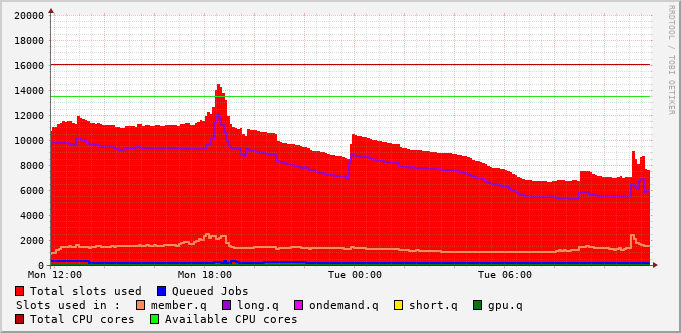 20000
18000
16000
14000
12000
10000
8000
6000
4000
2000
0
Mon 12:00 Mon 18:00 Tue 00:00 Tue 06:00
RRDTOOL / TOBI OETIKER
Total slots used Queued Jobs
Slots used in : member.q long.q ondemand.q short.q gpu.q
Total CPU cores Available CPU cores